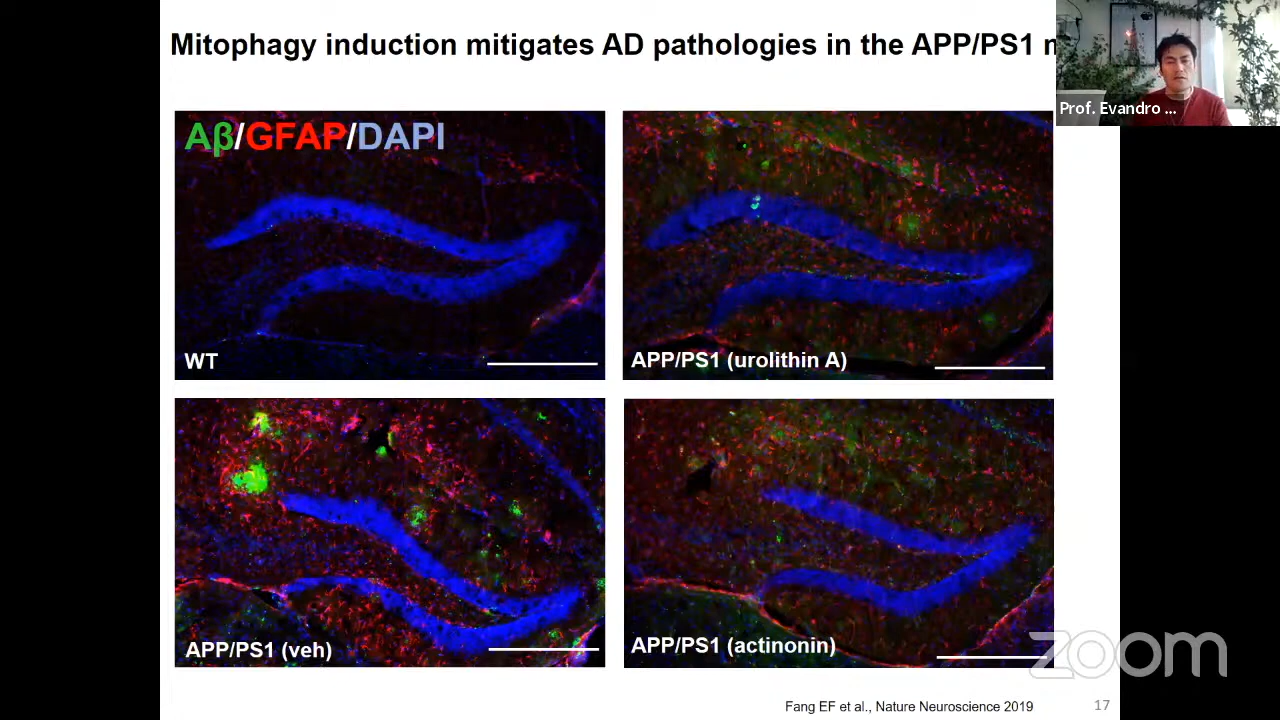 Mitophagy induction mitigates AD pathologies in the APP/PS1
Prof. Evandro ...
Aβ/GFAP/DAPI
WT
APP/PS1 (urolithin A)
APP/PS1 (veh)
APP/PS1 (actinonin)
zoom
Fang EF et al., Nature Neuroscience 2019
17